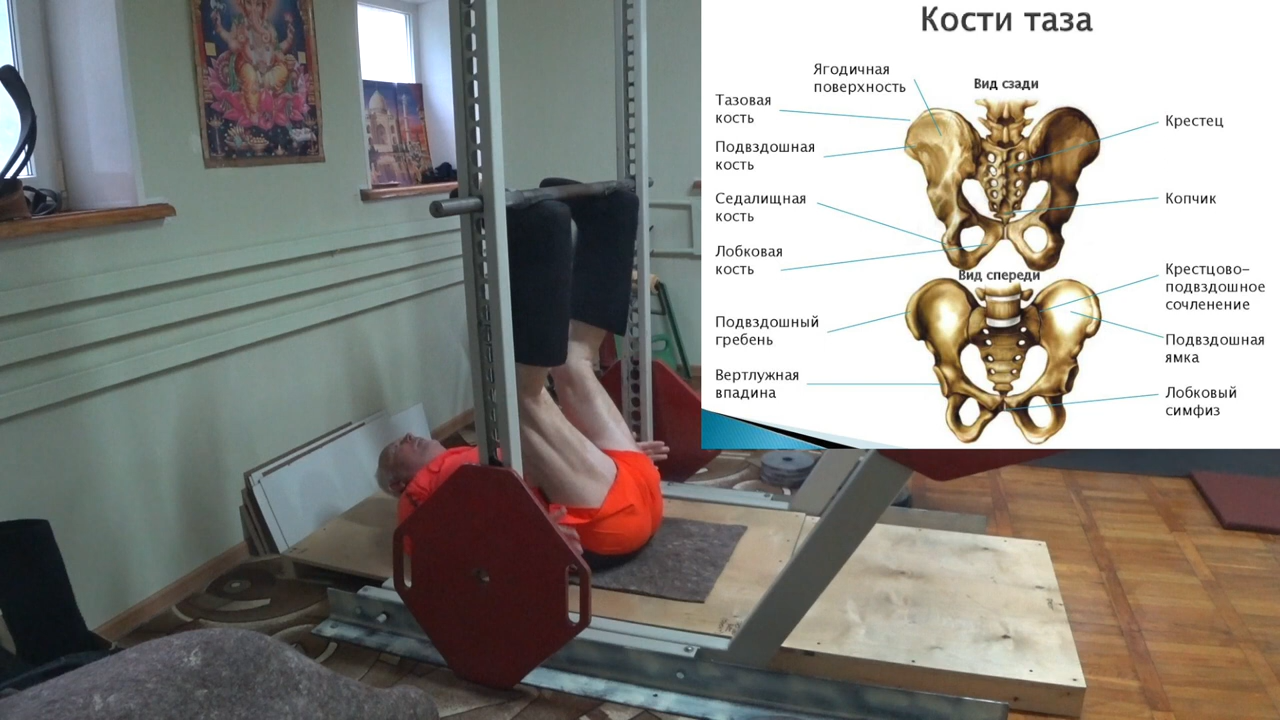 Кости таза
Ягодичная
поверхность
Вид сзади
Тазовая
кость
Подвздошная
кость
Седалищная
кость
Лобковая
кость
Крестец
Копчик
Вид спереди
Подвздошный
гребень
Вертлужная
впадина
Крестцово-
подвздошное
сочленение
Подвздошная
ямка
Лобковый
симфиз